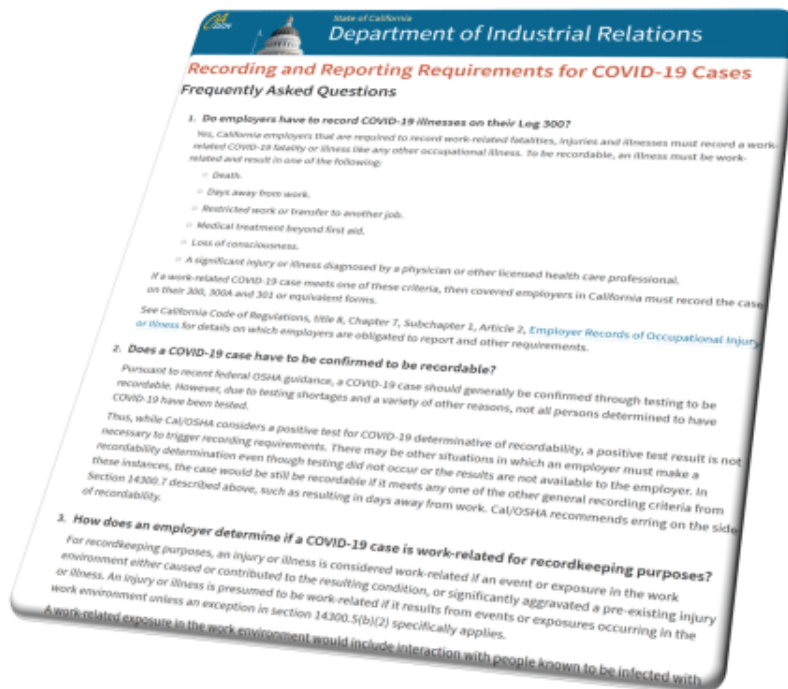 CA
GOV
State of California
Department of Industrial Relations
Recording and Reporting Requirements for COVID-19 Cases
Frequently Asked Questions
1. Do employers have to record COVID-19 illnesses on their Log 300?
Yes, California employers that are required to record work-related fatalities, injuries and illnesses must record a work-
related COVID-19 fatality or illness like any other occupational illness. To be recordable, an illness must be work-
related and result in one of the following:
○ Death.
○ Days away from work.
○ Restricted work or transfer to another job.
○ Medical treatment beyond first aid.
○ Loss of consciousness.
○ A significant injury or illness diagnosed by a physician or other licensed health care professional.
If a work-related COVID-19 case meets one of these criteria, then covered employers in California must record the case
on their 300, 300A and 301 or equivalent forms.
See California Code of Regulations, title 8, Chapter 7, Subchapter 1, Article 2, Employer Records of Occupational Injury
or Illness for details on which employers are obligated to report and other requirements.
2. Does a COVID-19 case have to be confirmed to be recordable?
Pursuant to recent federal OSHA guidance, a COVID-19 case should generally be confirmed through testing to be
recordable. However, due to testing shortages and a variety of other reasons, not all persons determined to have
COVID-19 have been tested.
Thus, while Cal/OSHA considers a positive test for COVID-19 determinative of recordability, a positive test result is not
necessary to trigger recording requirements. There may be other situations in which an employer must make a
recordability determination even though testing did not occur or the results are not available to the employer. In
these instances, the case would be still be recordable if it meets any one of the other general recording criteria from
Section 14300.7 described above, such as resulting in days away from work. Cal/OSHA recommends erring on the side
of recordability.
3. How does an employer determine if a COVID-19 case is work-related for recordkeeping purposes?
For recordkeeping purposes, an injury or illness is considered work-related if an event or exposure in the work
environment either caused or contributed to the resulting condition, or significantly aggravated a pre-existing injury
or illness. An injury or illness is presumed to be work-related if it results from events or exposures occurring in the
work environment unless an exception in section 14300.5(b)(2) specifically applies.
A work-related exposure in the work environment would include interaction with people known to be infected with